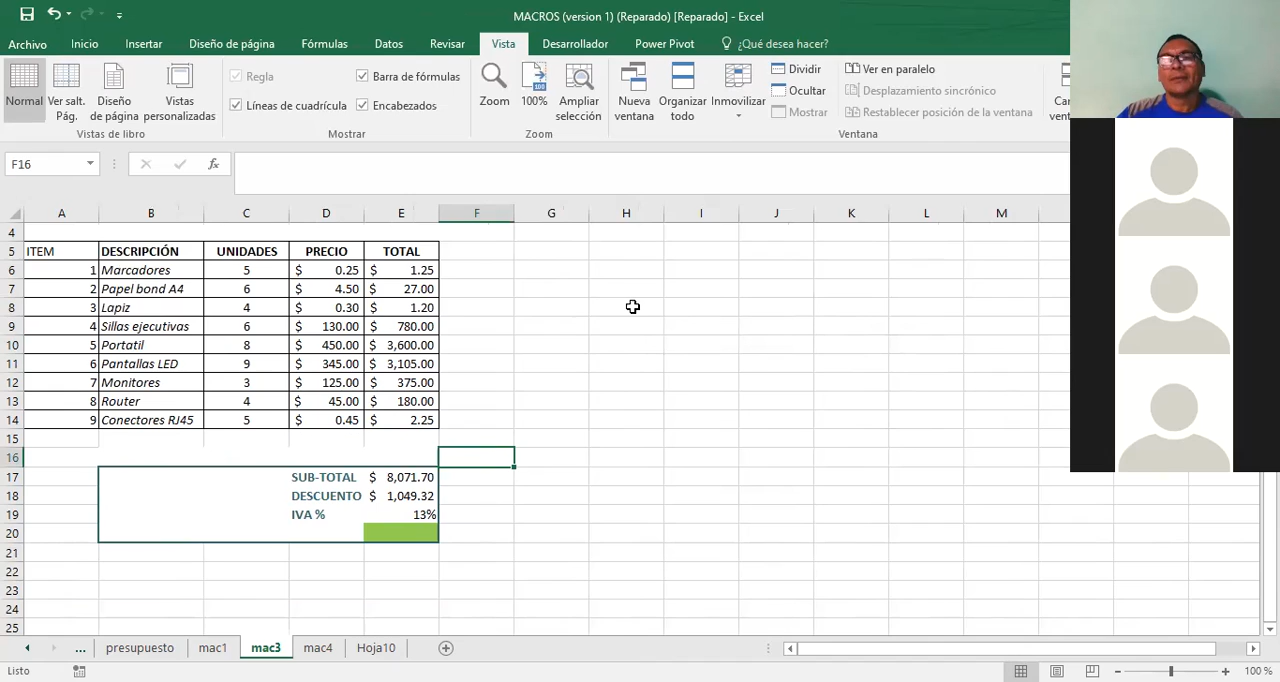 MACROS (version 1) (Reparado) [Reparado] - Excel
Archivo Inicio Insertar Diseño de página Fórmulas Datos Revisar Vista Desarrollador Power Pivot ¿Qué desea hacer?
Normal
Ver salt. Pág.
Diseño de página
Vistas personalizadas
Vistas de libro
Regla
Barra de fórmulas
Líneas de cuadrícula
Encabezados
Mostrar
Zoom
100%
Ampliar selección
Zoom
Nueva ventana
Organizar todo
Inmovilizar
Dividir
Ocultar
Mostrar
Ver en paralelo
Desplazamiento sincrónico
Restablecer posición de la ventana
Ventana
F16 fx
A B C D E F G H I J K L M
4
5 ITEM DESCRIPCIÓN UNIDADES PRECIO TOTAL
6 1 Marcadores 5 $ 0.25 $ 1.25
7 2 Papel bond A4 6 $ 4.50 $ 27.00
8 3 Lapiz 4 $ 0.30 $ 1.20
9 4 Sillas ejecutivas 6 $ 130.00 $ 780.00
10 5 Portatil 8 $ 450.00 $ 3,600.00
11 6 Pantallas LED 9 $ 345.00 $ 3,105.00
12 7 Monitores 3 $ 125.00 $ 375.00
13 8 Router 4 $ 45.00 $ 180.00
14 9 Conectores RJ45 5 $ 0.45 $ 2.25
15
16
17 SUB-TOTAL $ 8,071.70
18 DESCUENTO $ 1,049.32
19 IVA % 13%
20
21
22
23
24
25
... presupuesto mac1 mac3 mac4 Hoja10
Listo 100 %